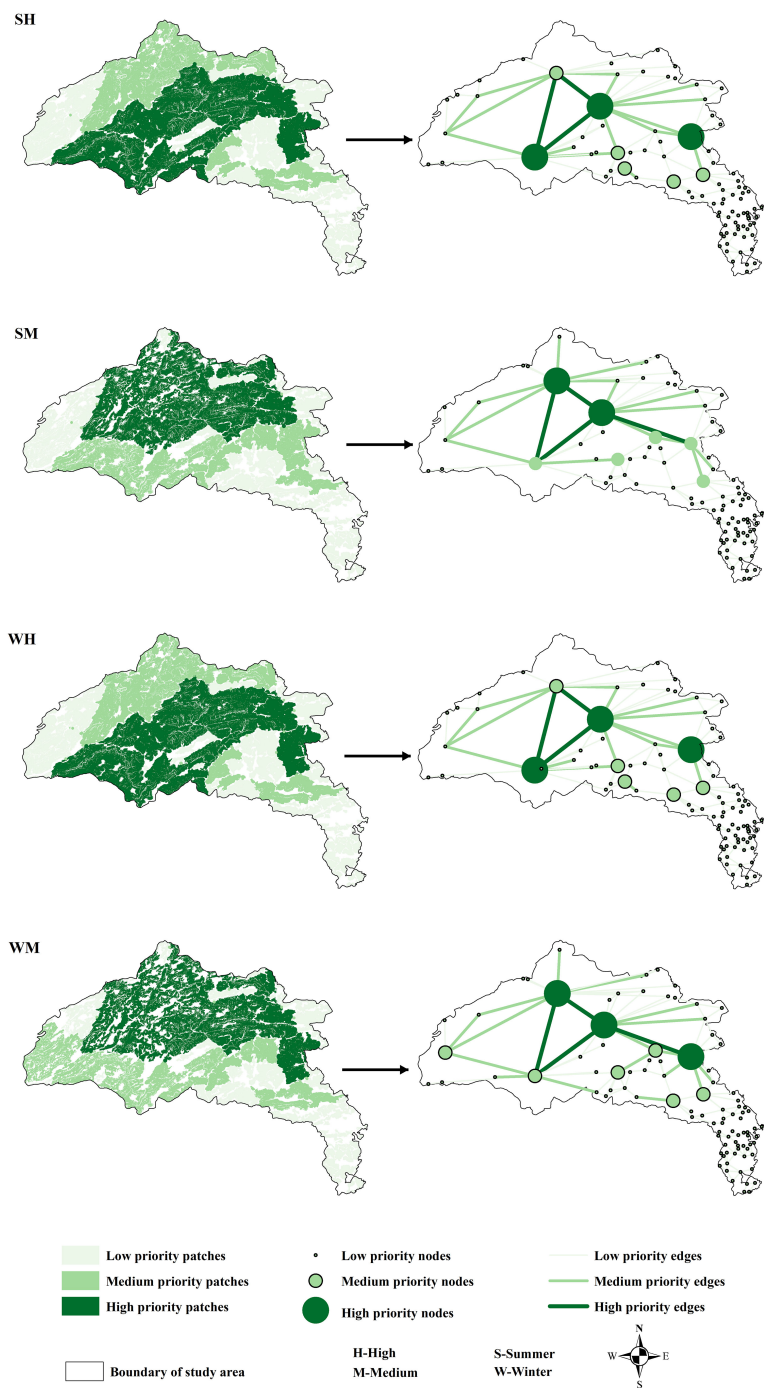 SH
SM
WH
WM
Low priority patches
Low priority nodes
Low priority edges
Medium priority patches
Medium priority nodes
Medium priority edges
High priority patches
High priority nodes
High priority edges
Boundary of study area
H-High
M-Medium
S-Summer
W-Winter
N
W
E
S